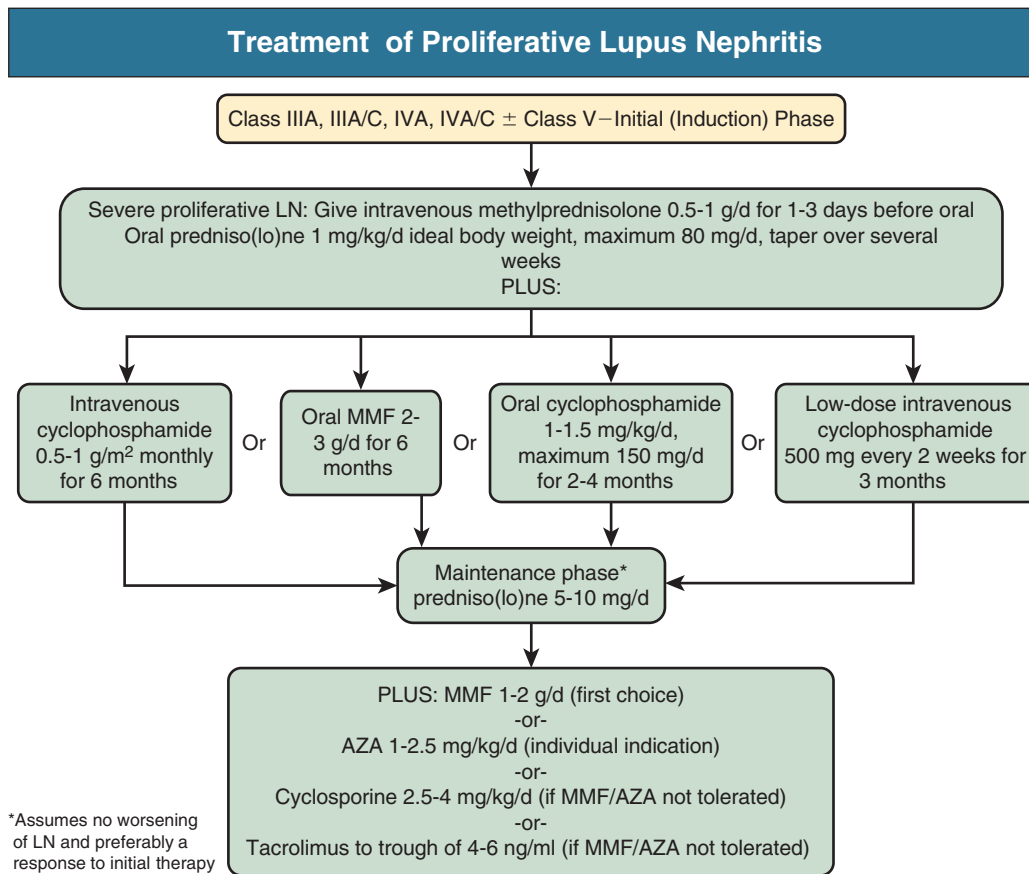 Treatment of Proliferative Lupus Nephritis
Class IIIA, IIIA/C, IVA, IVA/C ± Class V–Initial (Induction) Phase
Severe proliferative LN: Give intravenous methylprednisolone 0.5-1 g/d for 1-3 days before oral
Oral predniso(lo)ne 1 mg/kg/d ideal body weight, maximum 80 mg/d, taper over several
weeks
PLUS:
Intravenous
cyclophosphamide
0.5-1 g/m² monthly
for 6 months
Or
Oral MMF 2-
3 g/d for 6
months
Or
Oral cyclophosphamide
1-1.5 mg/kg/d,
maximum 150 mg/d
for 2-4 months
Or
Low-dose intravenous
cyclophosphamide
500 mg every 2 weeks for
3 months
Maintenance phase*
predniso(lo)ne 5-10 mg/d
PLUS: MMF 1-2 g/d (first choice)
-or-
AZA 1-2.5 mg/kg/d (individual indication)
-or-
Cyclosporine 2.5-4 mg/kg/d (if MMF/AZA not tolerated)
-or-
Tacrolimus to trough of 4-6 ng/ml (if MMF/AZA not tolerated)
*Assumes no worsening
of LN and preferably a
response to initial therapy